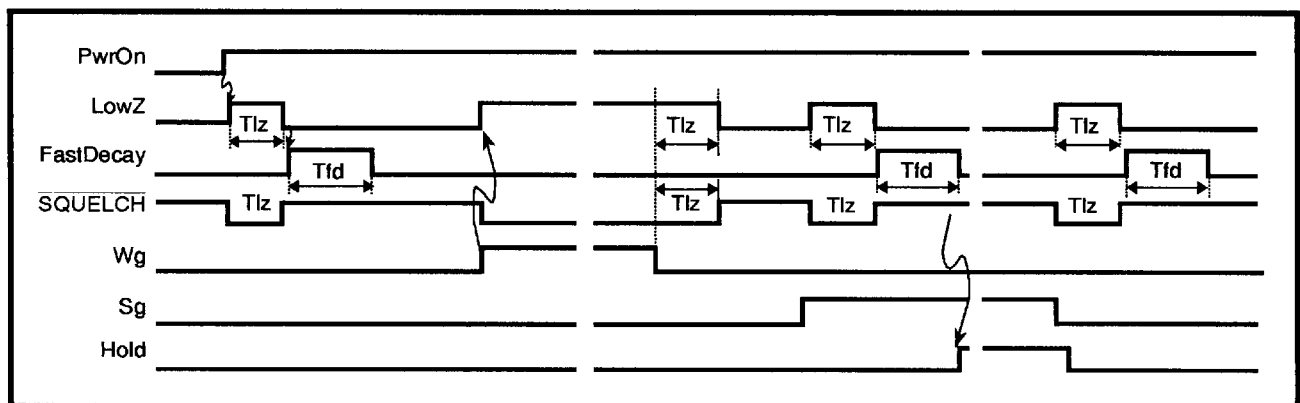 PwrOn
LowZ
Tlz
Tlz
Tlz
Tlz
FastDecay
Tfd
Tfd
Tfd
SQUELCH
Tlz
Tlz
Tlz
Tlz
Wg
Sg
Hold